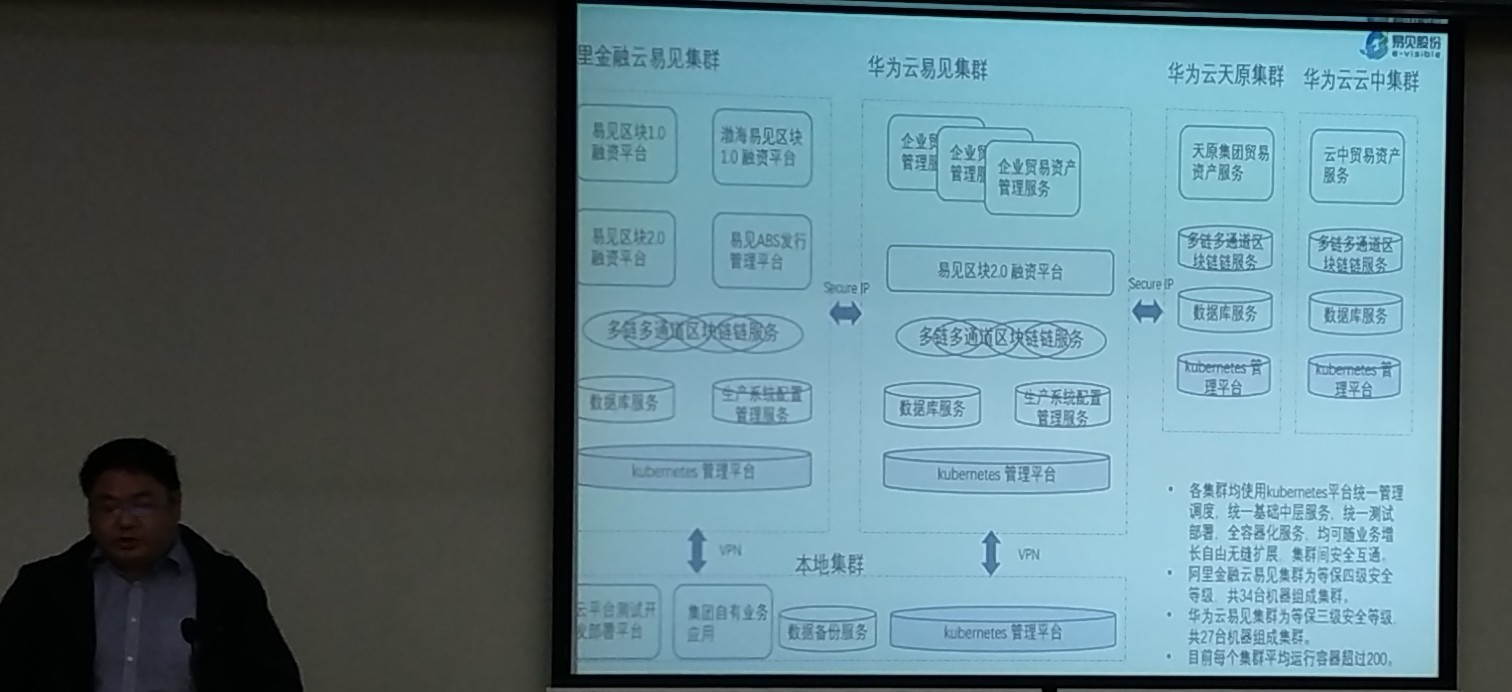 易见股份
e-visible
里金融云易见集群
华为云易见集群
华为云天原集群
华为云云中集群
易见区块1.0
融资平台
渤海易见区块
1.0 融资平台
易见区块2.0
融资平台
易见ABS发行
管理平台
多链多通道区块链链服务
数据库服务
生产系统配置
管理服务
kubernetes 管理平台
Secure IP
企业贸
管理服
企业贸
管理服
企业贸易资产
管理服务
易见区块2.0 融资平台
多链多通道区块链链服务
数据库服务
生产系统配置
管理服务
kubernetes 管理平台
Secure IP
天原集团贸易
资产服务
多链多通道区
块链链服务
数据库服务
kubernetes 管
理平台
云中贸易资产
服务
多链多通道区
块链链服务
数据库服务
kubernetes 管
理平台
VPN
VPN
本地集群
云平台测试开
发部署平台
集团自有业务
应用
数据备份服务
kubernetes 管理平台
• 各集群均使用kubernetes平台统一管理
调度，统一基础中层服务，统一测试
部署，全容器化服务，均可随业务增
长自由无缝扩展，集群间安全互通。
• 阿里金融云易见集群为等保四级安全
等级，共34台机器组成集群。
• 华为云易见集群为等保三级安全等级，
共27台机器组成集群。
• 目前每个集群平均运行容器超过200。